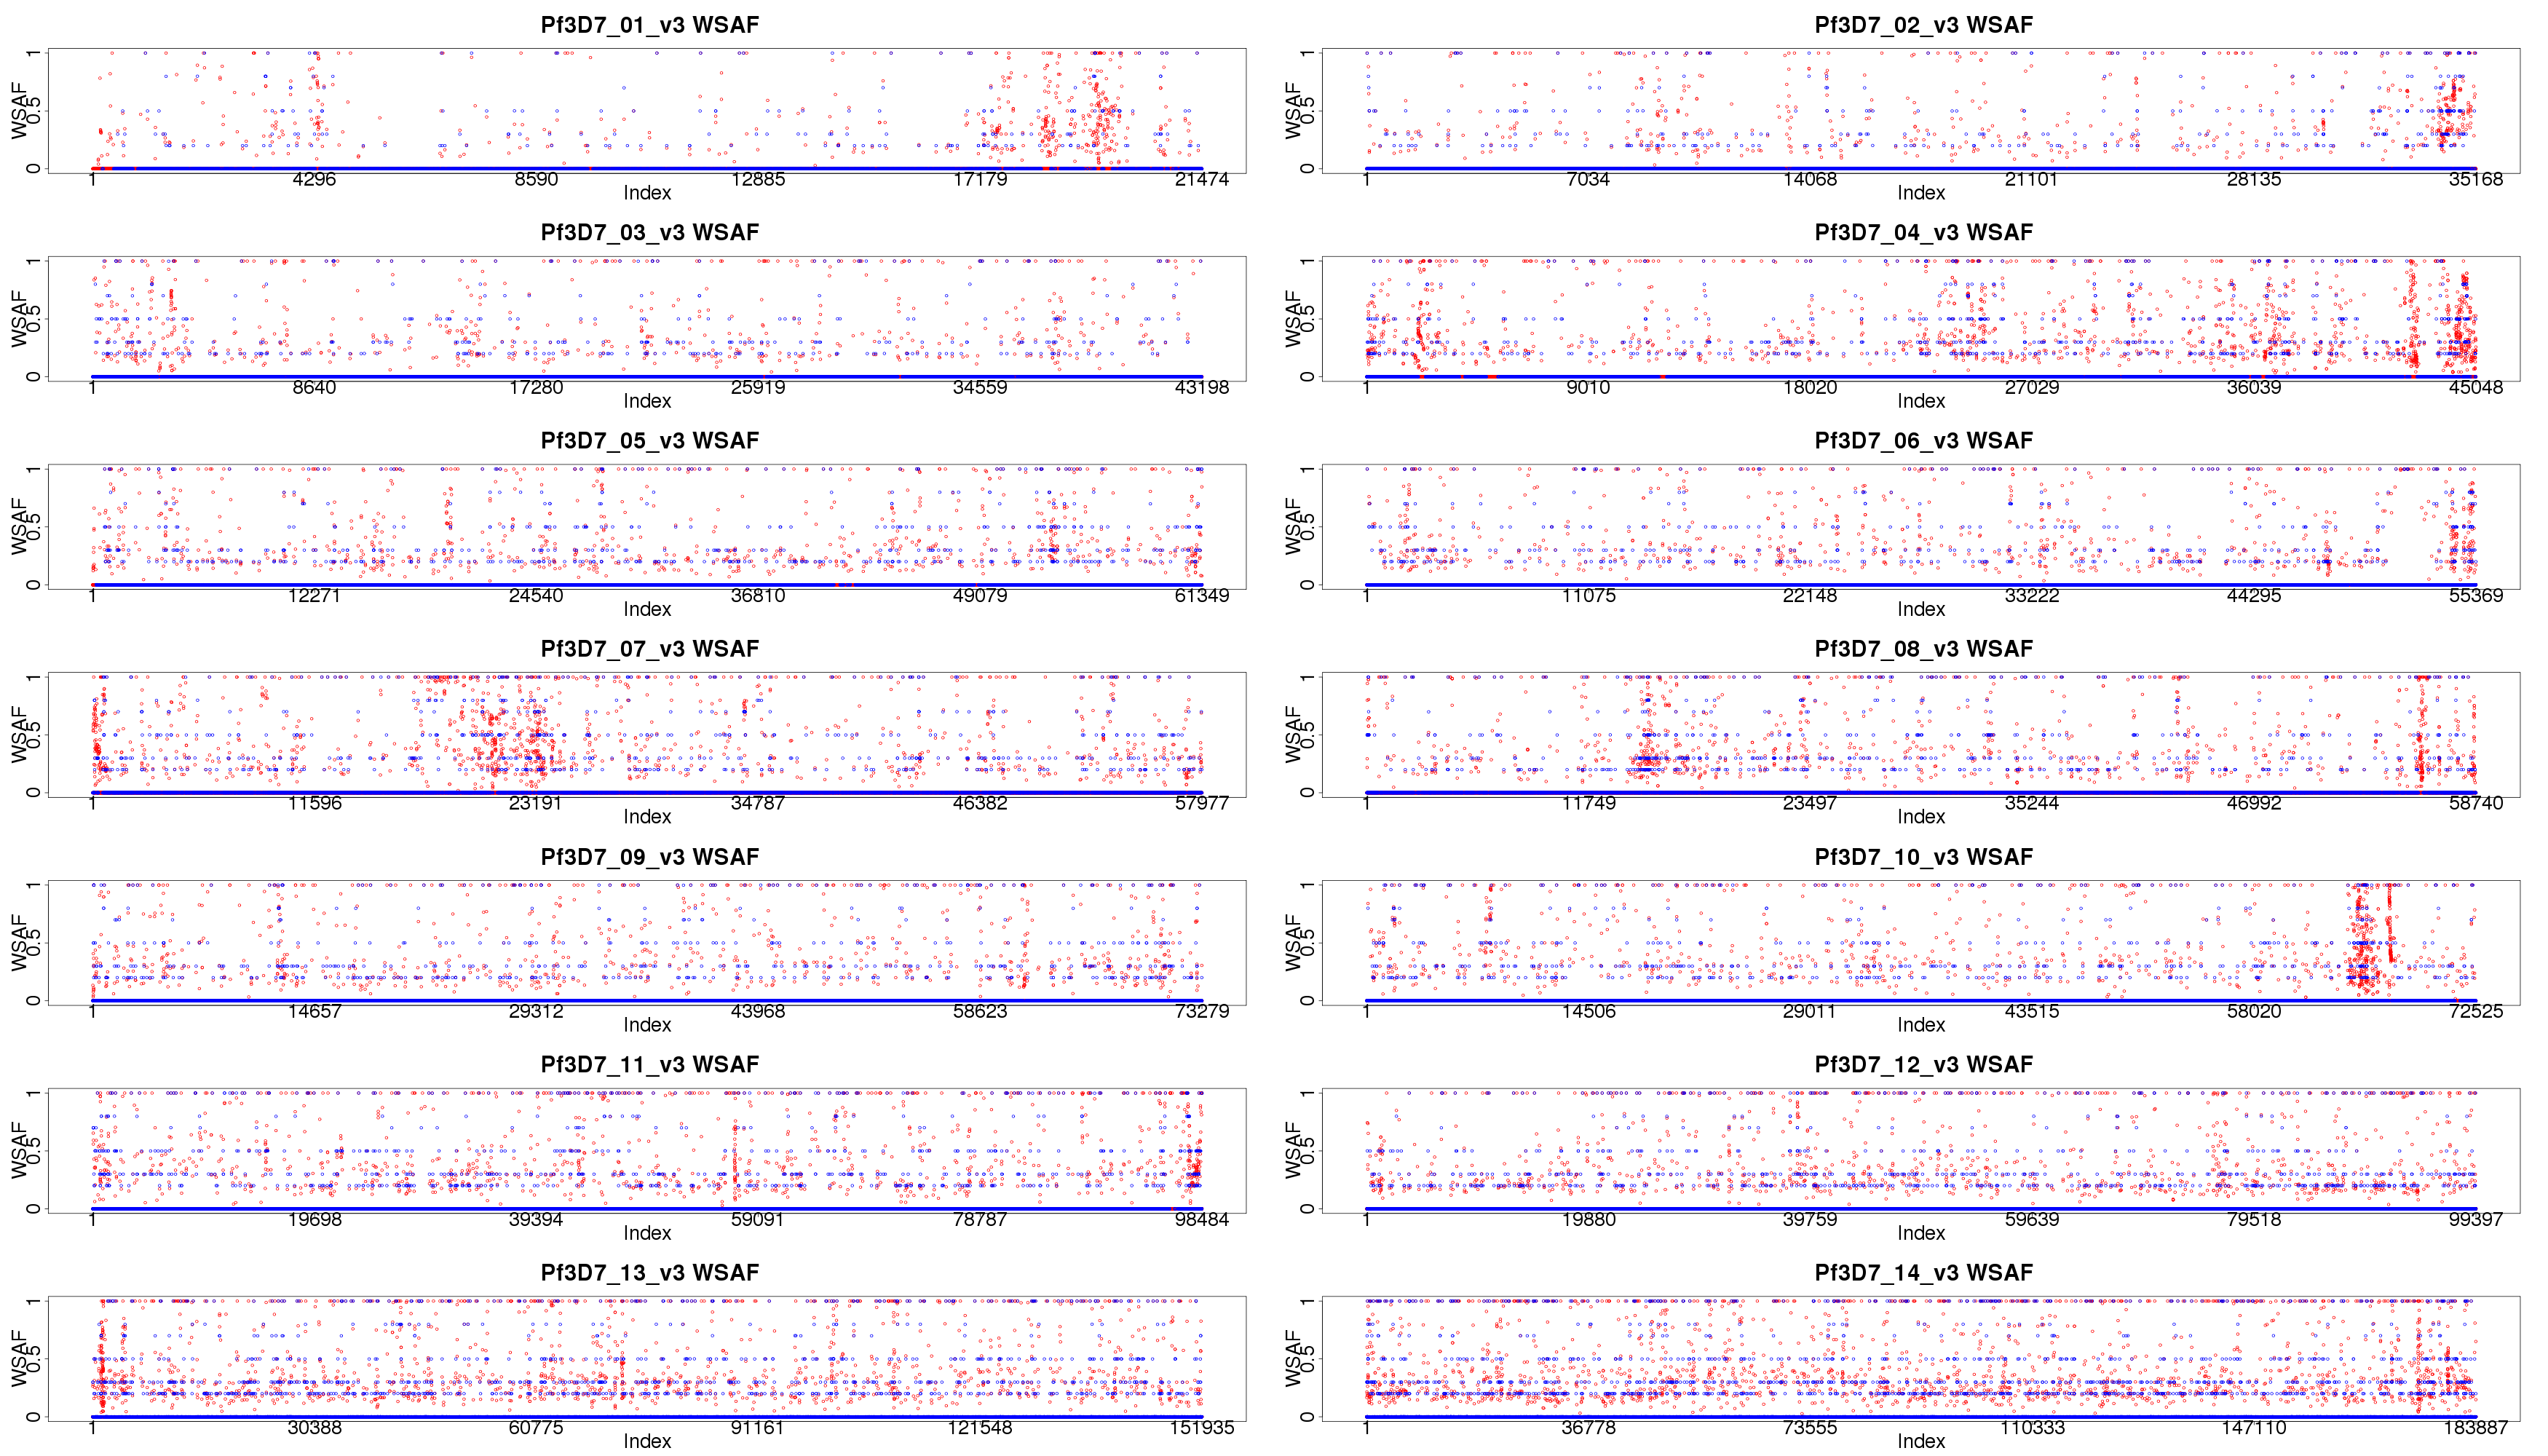 Pf3D7_01_v3 WSAF
WSAF
0 0.5 1
1 4296 8590 12885 17179 21474
Index
Pf3D7_02_v3 WSAF
WSAF
0 0.5 1
1 7034 14068 21101 28135 35168
Index
Pf3D7_03_v3 WSAF
WSAF
0 0.5 1
1 8640 17280 25919 34559 43198
Index
Pf3D7_04_v3 WSAF
WSAF
0 0.5 1
1 9010 18020 27029 36039 45048
Index
Pf3D7_05_v3 WSAF
WSAF
0 0.5 1
1 12271 24540 36810 49079 61349
Index
Pf3D7_06_v3 WSAF
WSAF
0 0.5 1
1 11075 22148 33222 44295 55369
Index
Pf3D7_07_v3 WSAF
WSAF
0 0.5 1
1 11596 23191 34787 46382 57977
Index
Pf3D7_08_v3 WSAF
WSAF
0 0.5 1
1 11749 23497 35244 46992 58740
Index
Pf3D7_09_v3 WSAF
WSAF
0 0.5 1
1 14657 29312 43968 58623 73279
Index
Pf3D7_10_v3 WSAF
WSAF
0 0.5 1
1 14506 29011 43515 58020 72525
Index
Pf3D7_11_v3 WSAF
WSAF
0 0.5 1
1 19698 39394 59091 78787 98484
Index
Pf3D7_12_v3 WSAF
WSAF
0 0.5 1
1 19880 39759 59639 79518 99397
Index
Pf3D7_13_v3 WSAF
WSAF
0 0.5 1
1 30388 60775 91161 121548 151935
Index
Pf3D7_14_v3 WSAF
WSAF
0 0.5 1
1 36778 73555 110333 147110 183887
Index